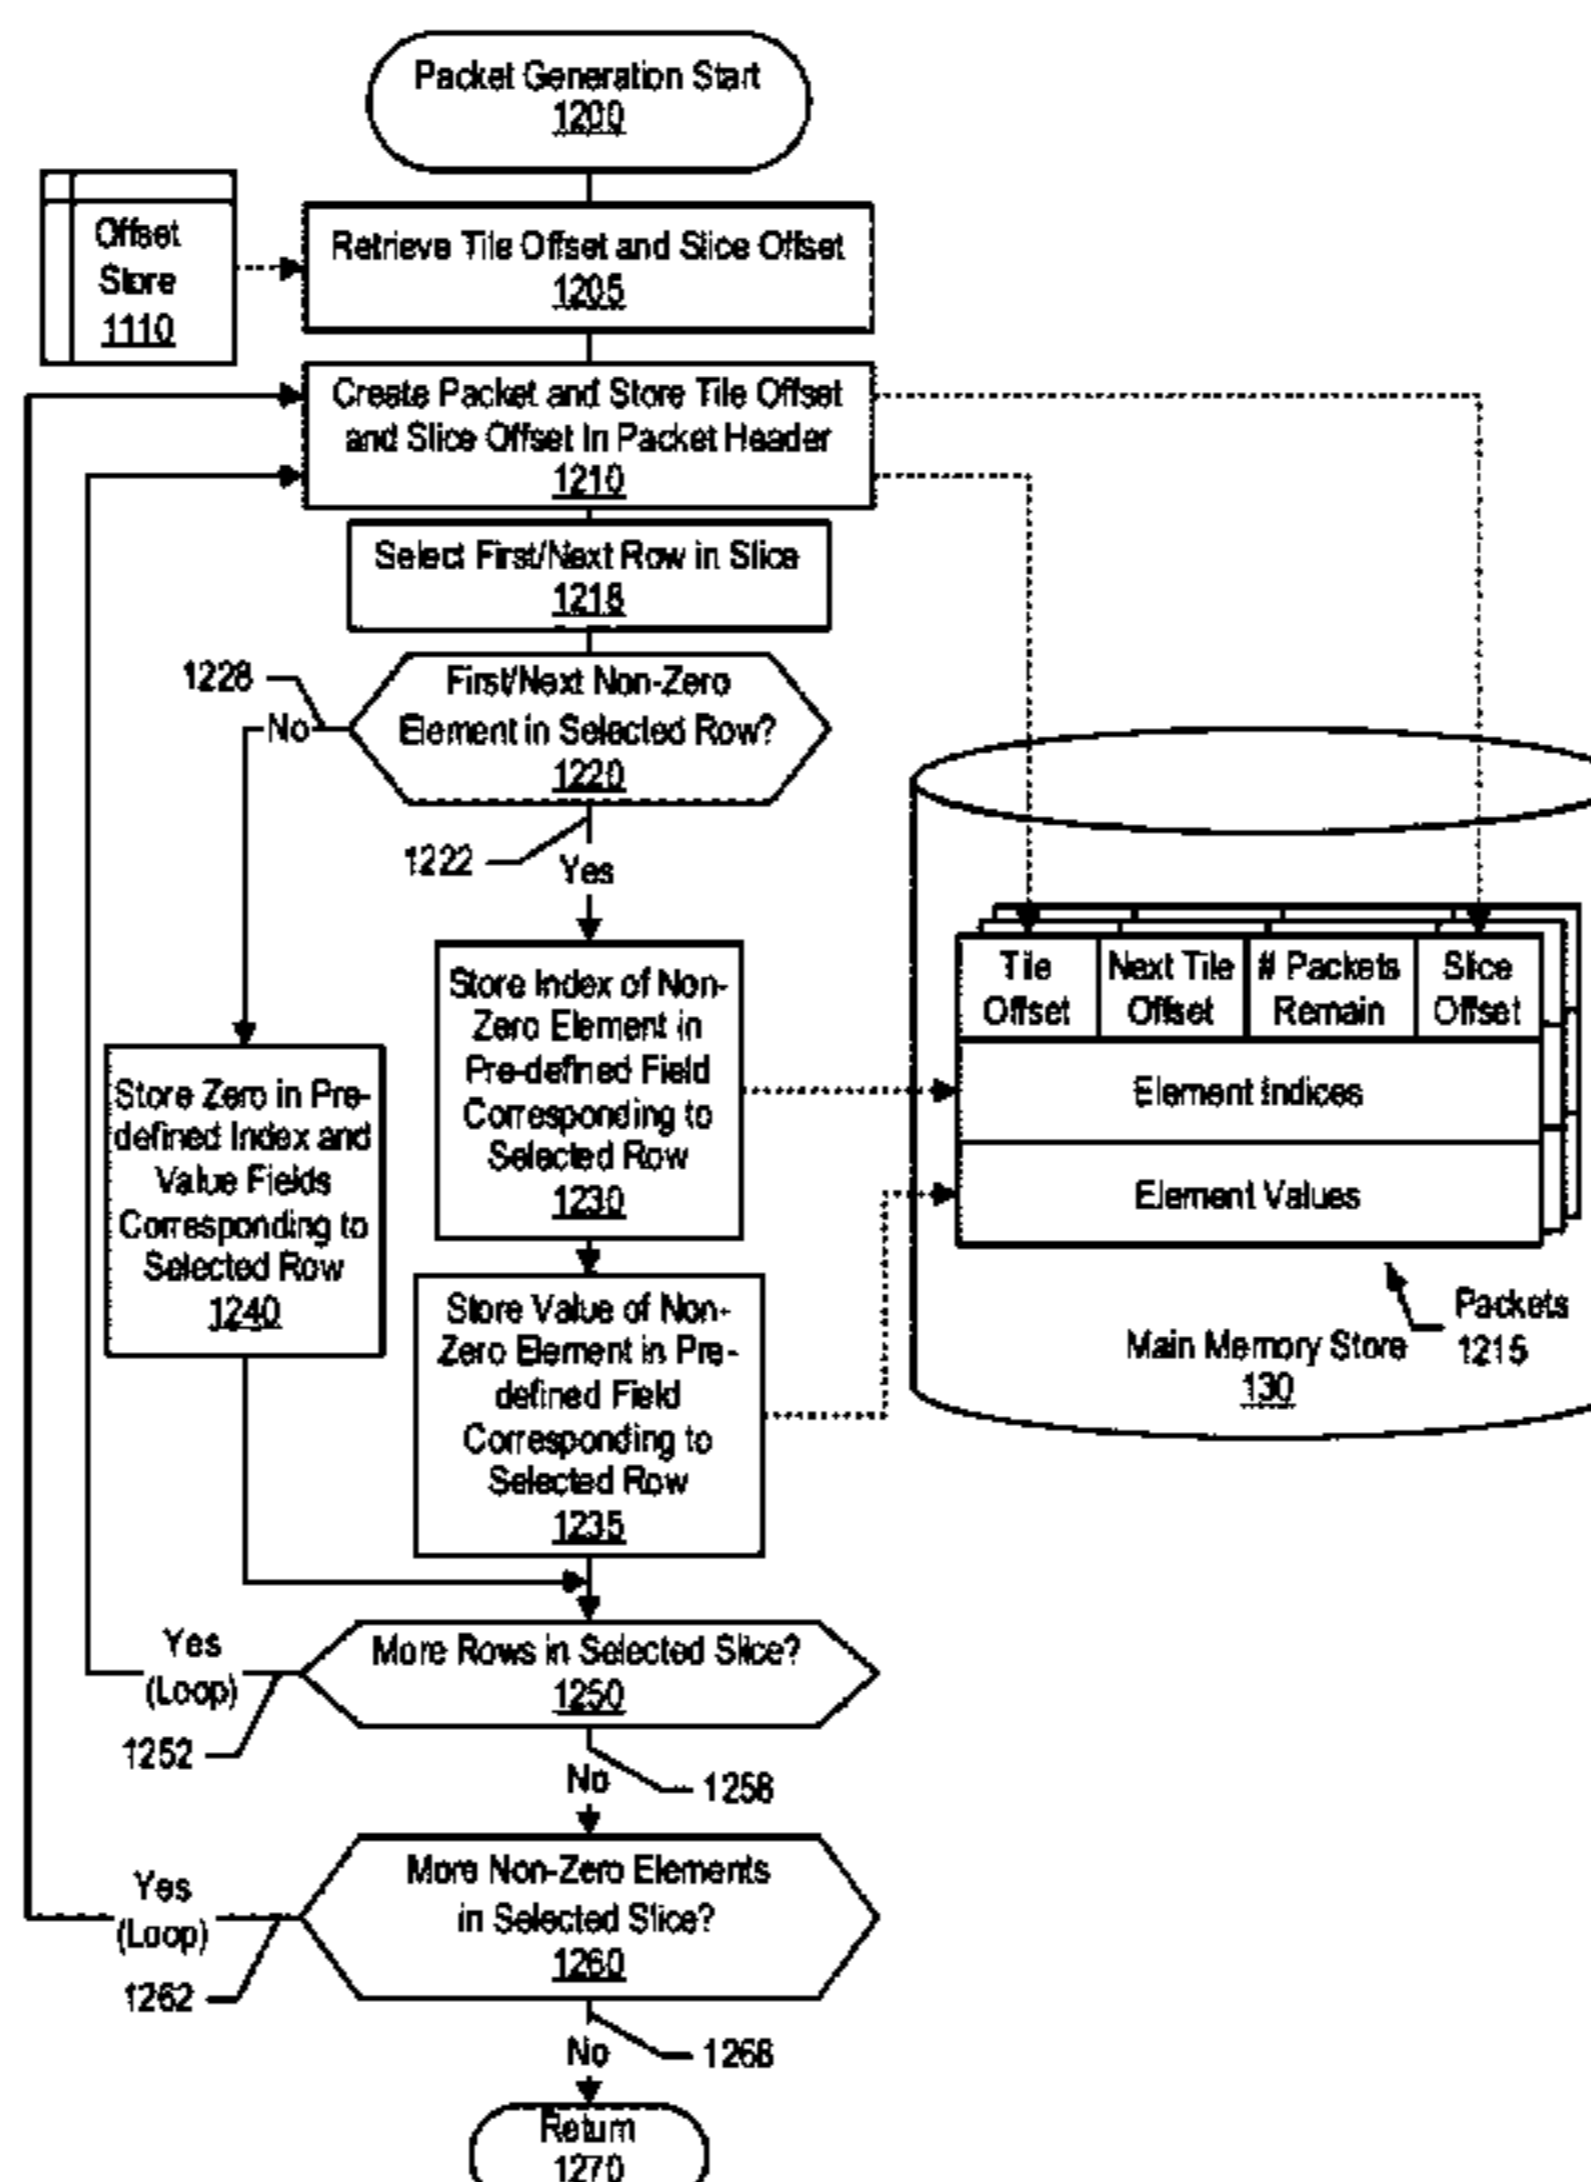 Packet Generation Start
1200
Offset
Store
1110
Retrieve Tile Offset and Slice Offset
1205
Create Packet and Store Tile Offset
and Slice Offset In Packet Header
1210
Select First/Next Row in Slice
1218
1228
No
First/Next Non-Zero
Element in Selected Row?
1220
1222
Yes
Store Index of Non-
Zero Element in
Pre-defined Field
Corresponding to
Selected Row
1230
Store Zero in Pre-
defined Index and
Value Fields
Corresponding to
Selected Row
1240
Store Value of Non-
Zero Element in Pre-
defined Field
Corresponding to
Selected Row
1235
Tile
Offset
Next Tile
Offset
# Packets
Remain
Slice
Offset
Element Indices
Element Values
Packets
1215
Main Memory Store
130
Yes
(Loop)
1252
More Rows in Selected Slice?
1250
No
1258
Yes
(Loop)
1262
More Non-Zero Elements
in Selected Slice?
1260
No
1268
Return
1270